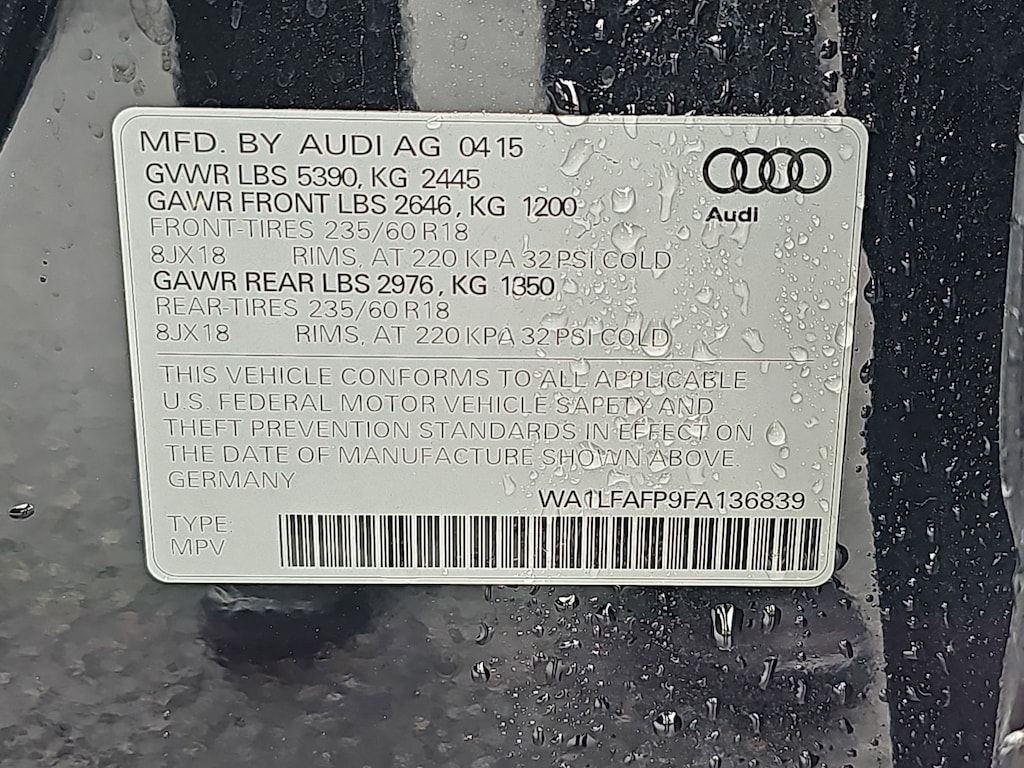 MFD. BY AUDI AG 04 15
GVWR LBS 5390, KG 2445
GAWR FRONT LBS 2646, KG 1200
FRONT-TIRES 235/60 R18
8JX18 RIMS, AT 220 KPA 32 PSI COLD
GAWR REAR LBS 2976, KG 1350
REAR-TIRES 235/60 R18
8JX18 RIMS, AT 220 KPA 32 PSI COLD
Audi
THIS VEHICLE CONFORMS TO ALL APPLICABLE
U.S. FEDERAL MOTOR VEHICLE SAFETY AND
THEFT PREVENTION STANDARDS IN EFFECT ON
THE DATE OF MANUFACTURE SHOWN ABOVE.
GERMANY
WA1LFAFP9FA136839
TYPE:
MPV